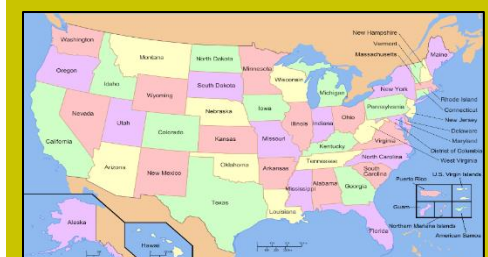 Washington
Oregon
California
Nevada
Idaho
Montana
Wyoming
Utah
Arizona
Colorado
New Mexico
North Dakota
South Dakota
Nebraska
Kansas
Oklahoma
Texas
Minnesota
Iowa
Missouri
Arkansas
Louisiana
Wisconsin
Illinois
Michigan
Indiana
Ohio
Kentucky
Tennessee
Mississippi
Alabama
Georgia
Florida
South Carolina
North Carolina
Virginia
Pennsylvania
New York
Maine
New Hampshire
Vermont
Massachusetts
Rhode Island
Connecticut
New Jersey
Delaware
Maryland
District of Columbia
West Virginia
Alaska
Hawaii
Puerto Rico
U.S. Virgin Islands
Guam
Northern Mariana Islands
American Samoa